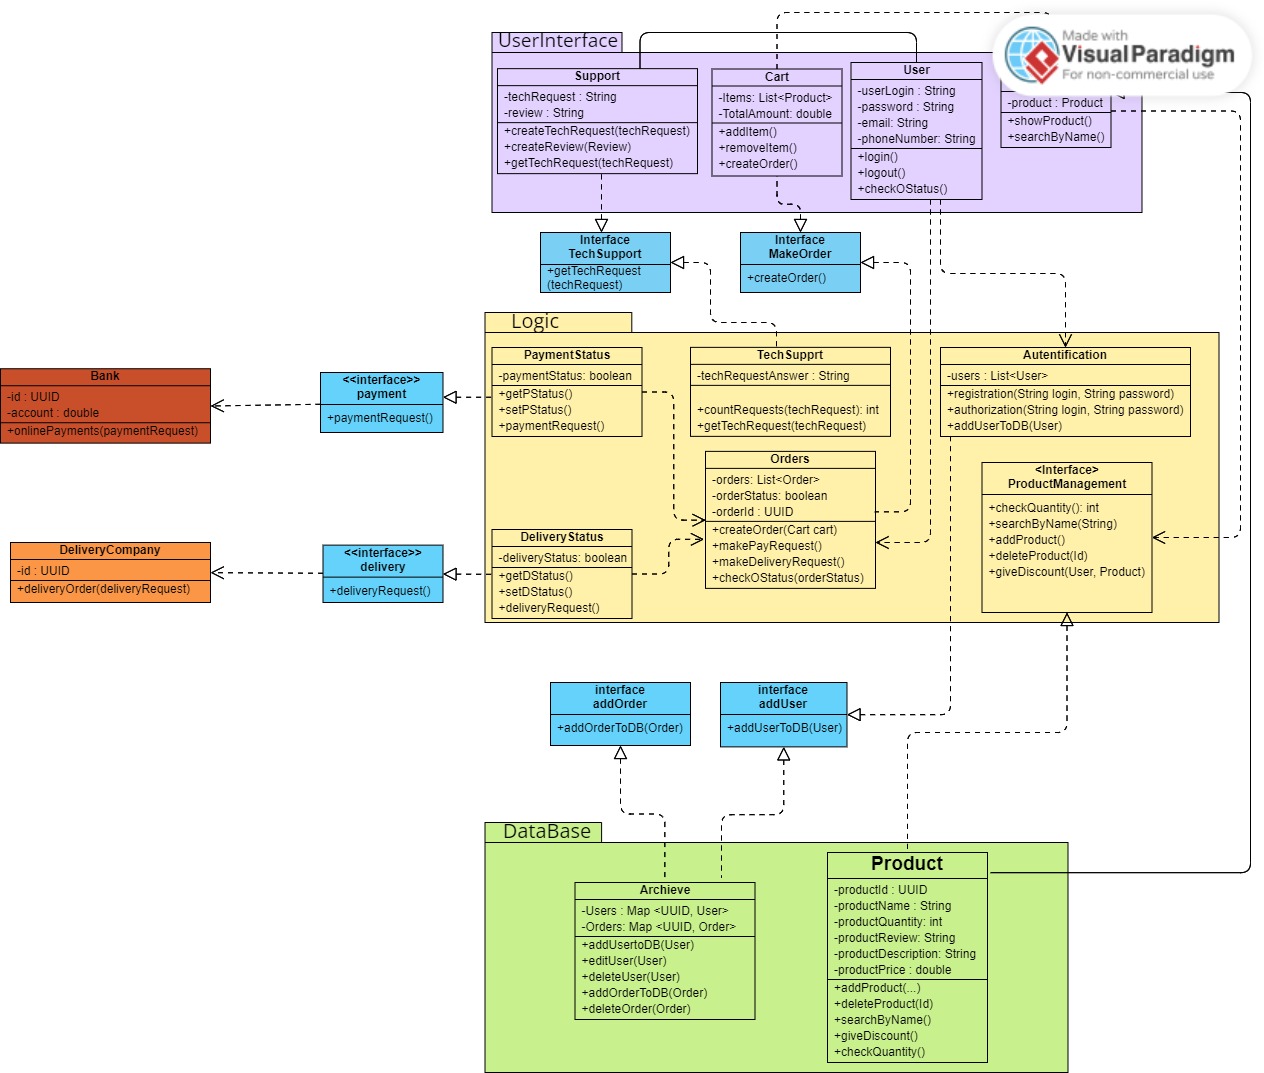 Made with
Visual Paradigm
For non-commercial use
UserInterface
Support
-techRequest : String
-review : String
+createTechRequest(techRequest)
+createReview(Review)
+getTechRequest(techRequest)
Cart
-Items: List<Product>
-TotalAmount: double
+addItem()
+removeItem()
+createOrder()
User
-userLogin : String
-password : String
-email: String
-phoneNumber: String
+login()
+logout()
+checkOStatus()
-product : Product
+showProduct()
+searchByName()
Interface
TechSupport
+getTechRequest
(techRequest)
Interface
MakeOrder
+createOrder()
Logic
PaymentStatus
-paymentStatus: boolean
+getPStatus()
+setPStatus()
+paymentRequest()
TechSupprt
-techRequestAnswer : String
+countRequests(techRequest): int
+getTechRequest(techRequest)
Autentification
-users : List<User>
+registration(String login, String password)
+authorization(String login, String password)
+addUserToDB(User)
Bank
-id : UUID
-account : double
+onlinePayments(paymentRequest)
<<interface>>
payment
+paymentRequest()
Orders
-orders: List<Order>
-orderStatus: boolean
-orderId : UUID
+createOrder(Cart cart)
+makePayRequest()
+makeDeliveryRequest()
+checkOStatus(orderStatus)
<Interface>
ProductManagement
+checkQuantity(): int
+searchByName(String)
+addProduct()
+deleteProduct(Id)
+giveDiscount(User, Product)
DeliveryStatus
-deliveryStatus: boolean
+getDStatus()
+setDStatus()
+deliveryRequest()
DeliveryCompany
-id : UUID
+deliveryOrder(deliveryRequest)
<<interface>>
delivery
+deliveryRequest()
interface
addOrder
+addOrderToDB(Order)
interface
addUser
+addUserToDB(User)
DataBase
Archieve
-Users : Map <UUID, User>
-Orders: Map <UUID, Order>
+addUsertoDB(User)
+editUser(User)
+deleteUser(User)
+addOrderToDB(Order)
+deleteOrder(Order)
Product
-productId : UUID
-productName : String
-productQuantity: int
-productReview: String
-productDescription: String
-productPrice : double
+addProduct(...)
+deleteProduct(Id)
+searchByName()
+giveDiscount()
+checkQuantity()